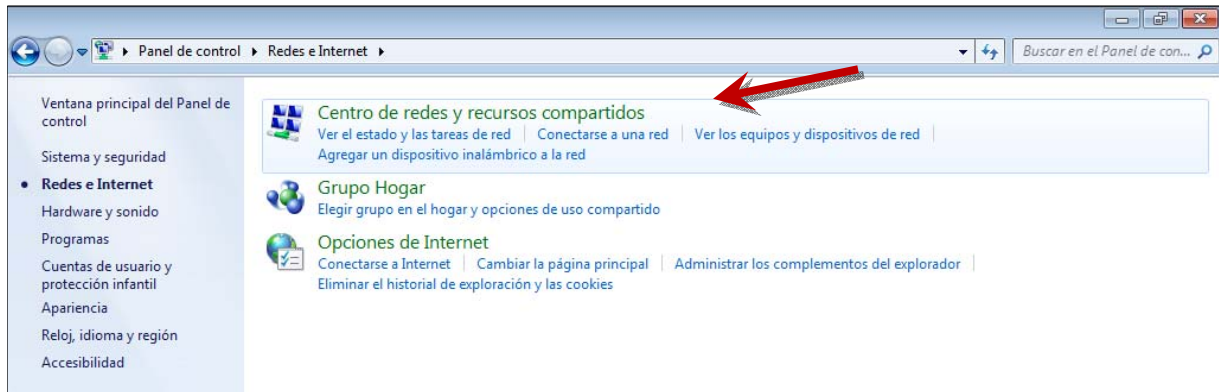 Panel de control ▸ Redes e Internet ▸
Buscar en el Panel de con...
Ventana principal del Panel de
control
Sistema y seguridad
Redes e Internet
Hardware y sonido
Programas
Cuentas de usuario y
protección infantil
Apariencia
Reloj, idioma y región
Accesibilidad
Centro de redes y recursos compartidos
Ver el estado y las tareas de red | Conectarse a una red | Ver los equipos y dispositivos de red |
Agregar un dispositivo inalámbrico a la red
Grupo Hogar
Elegir grupo en el hogar y opciones de uso compartido
Opciones de Internet
Conectarse a Internet | Cambiar la página principal | Administrar los complementos del explorador |
Eliminar el historial de exploración y las cookies